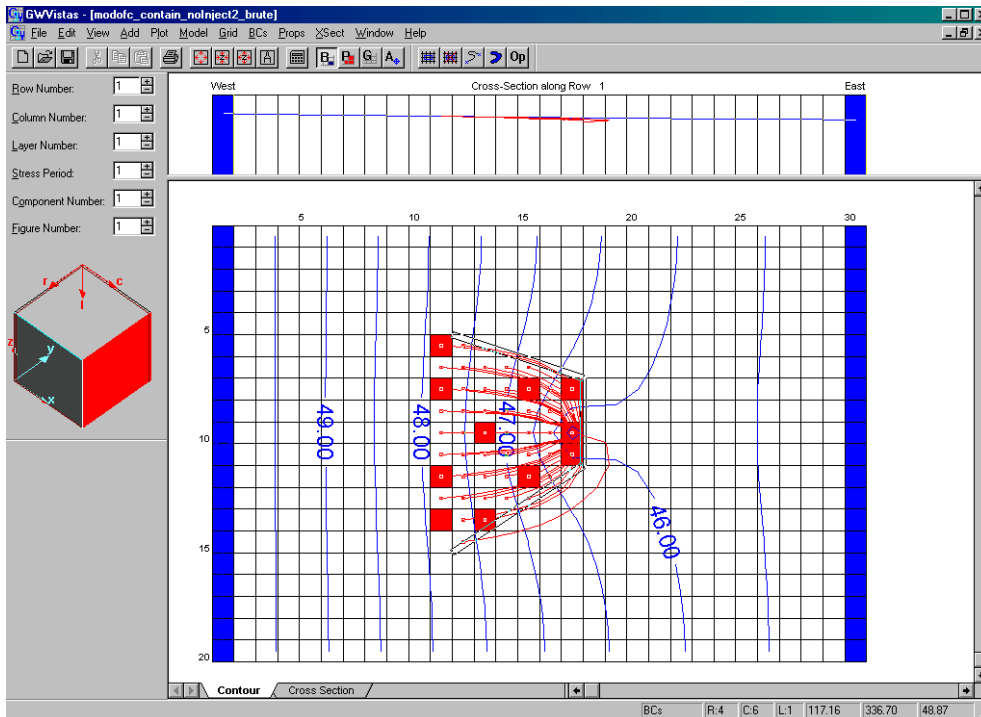 GWVistas - [modofc_contain_noInject2_brute]
File Edit View Add Plot Model Grid BCs Props XSect Window Help
Op
Row Number: 1
Column Number: 1
Layer Number: 1
Stress Period: 1
Component Number: 1
Figure Number: 1
r c l z y x
West Cross-Section along Row 1 East
5 10 15 20 25 30
5
10
15
20
49.00
48.00
47.00
46.00
Contour Cross Section
BCs R:4 C:6 L:1 117.16 336.70 48.87